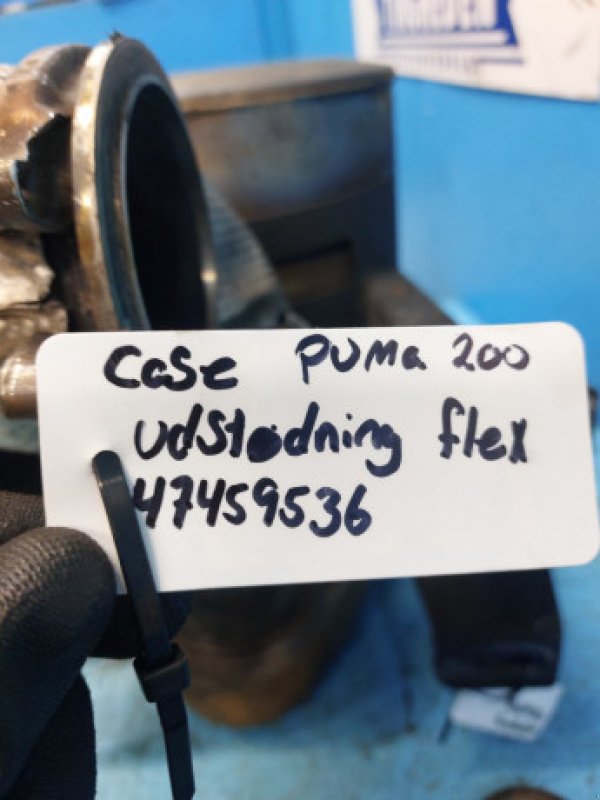 Case PUMa 200
Udstødning flex
47459536